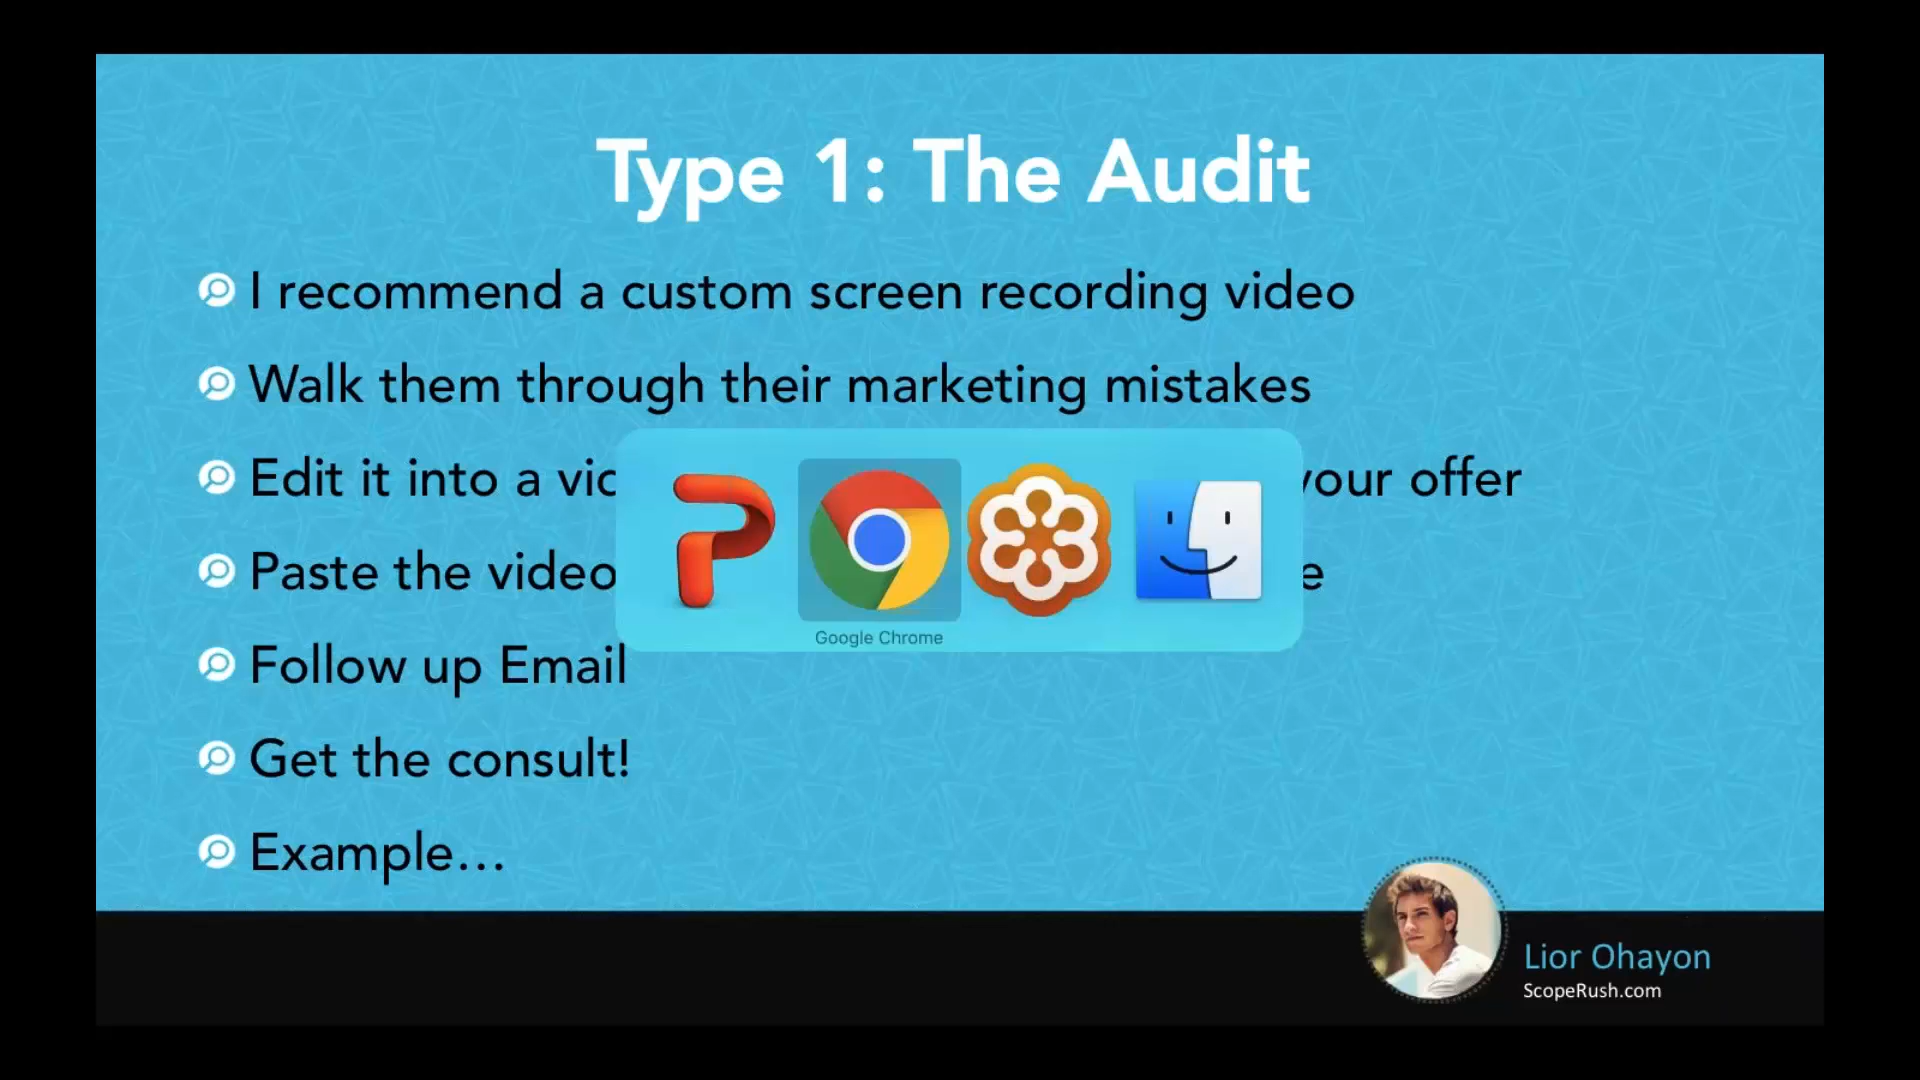 Type 1: The Audit
I recommend a custom screen recording video
Walk them through their marketing mistakes
Edit it into a your offer
Paste the video
Google Chrome
Follow up Email
Get the consult!
Example...
Lior Ohayon
ScopeRush.com